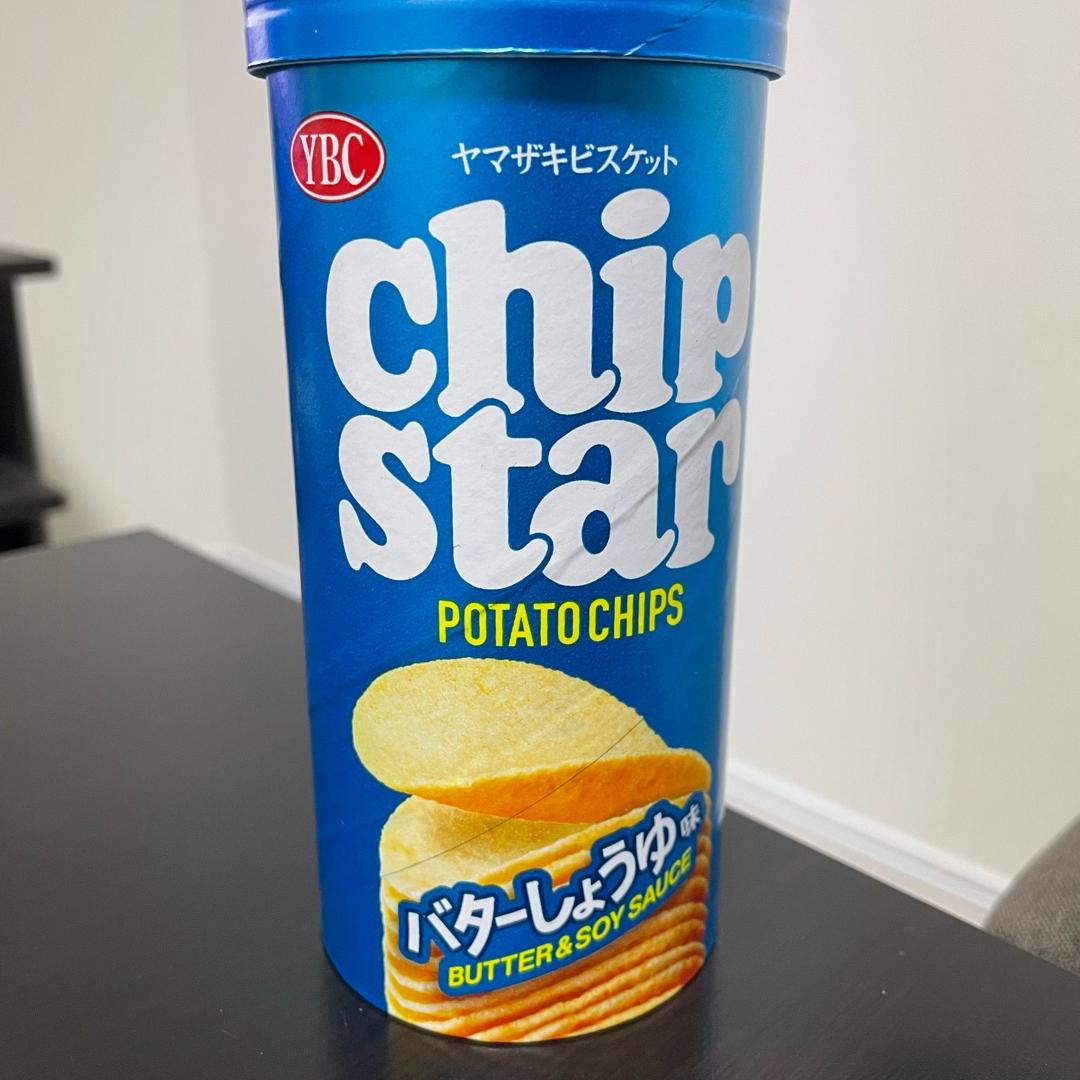 YBC
ヤマザキビスケット
chip
star
POTATO CHIPS
バターしょうゆ味
BUTTER&SOY SAUCE